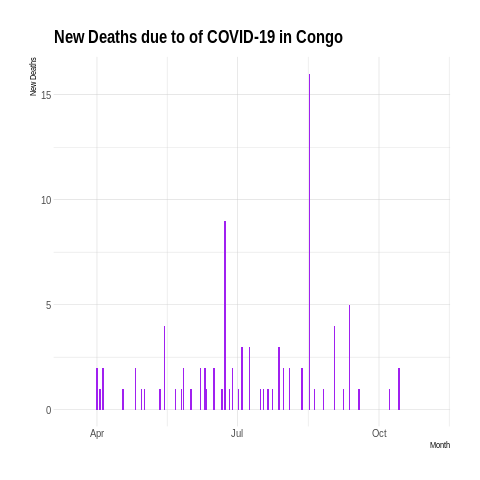 New Deaths due to of COVID-19 in Congo
New Deaths
15
10
5
0
Apr Jul Oct
Month